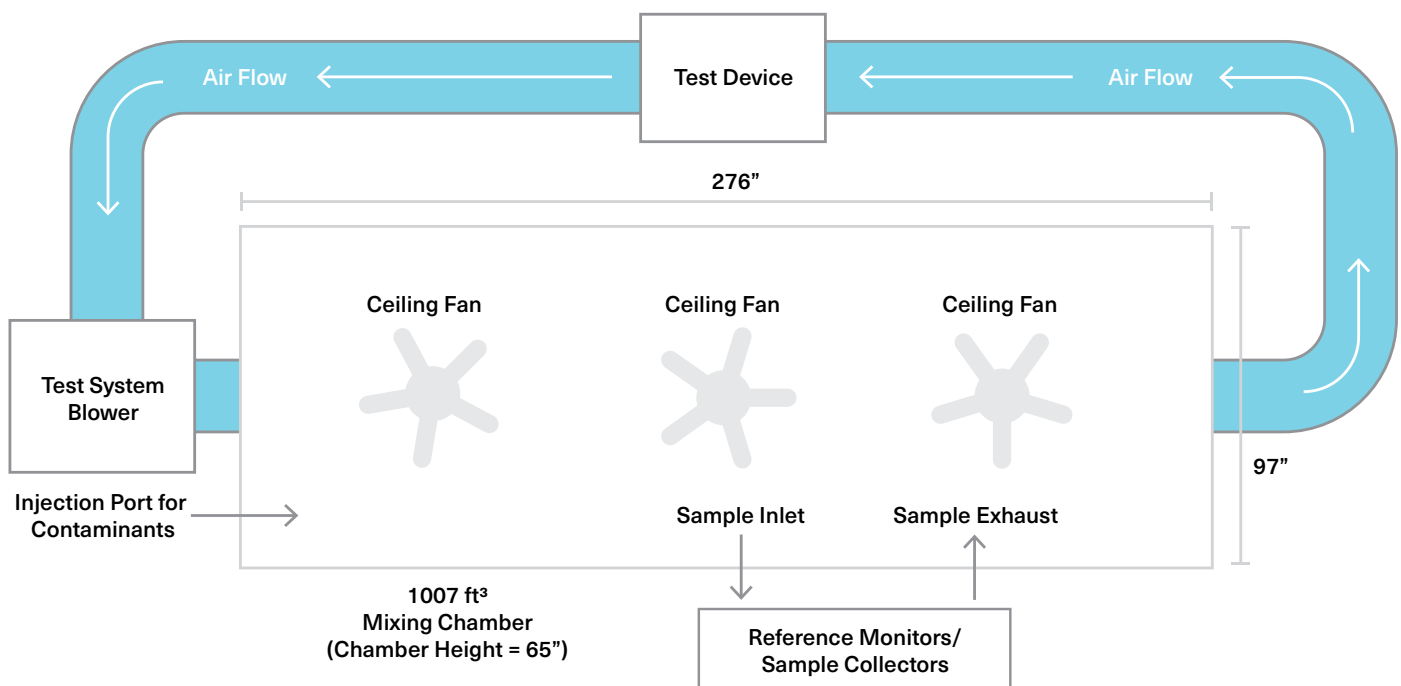 Air Flow
Test Device
Air Flow
276”
Ceiling Fan
Ceiling Fan
Ceiling Fan
Test System
Blower
97”
Injection Port for
Contaminants
Sample Inlet
Sample Exhaust
1007 ft³
Mixing Chamber
(Chamber Height = 65”)
Reference Monitors/
Sample Collectors